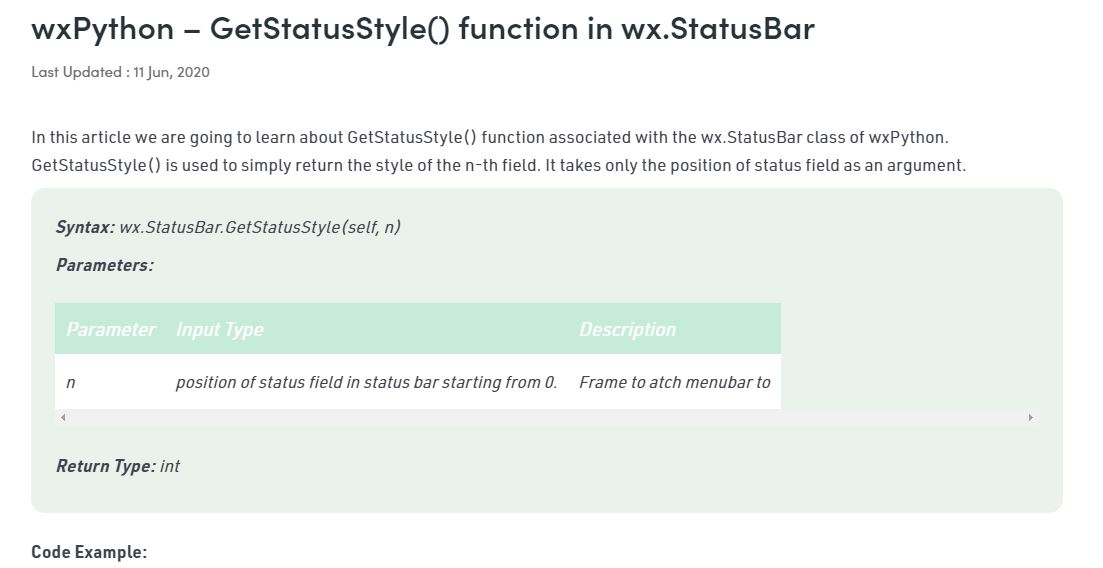 wxPython – GetStatusStyle() function in wx.StatusBar
Last Updated : 11 Jun, 2020
In this article we are going to learn about GetStatusStyle() function associated with the wx.StatusBar class of wxPython.
GetStatusStyle() is used to simply return the style of the n-th field. It takes only the position of status field as an argument.
Syntax: wx.StatusBar.GetStatusStyle(self, n)
Parameters:
Parameter Input Type Description
n position of status field in status bar starting from 0. Frame to atch menubar to
Return Type: int
Code Example: